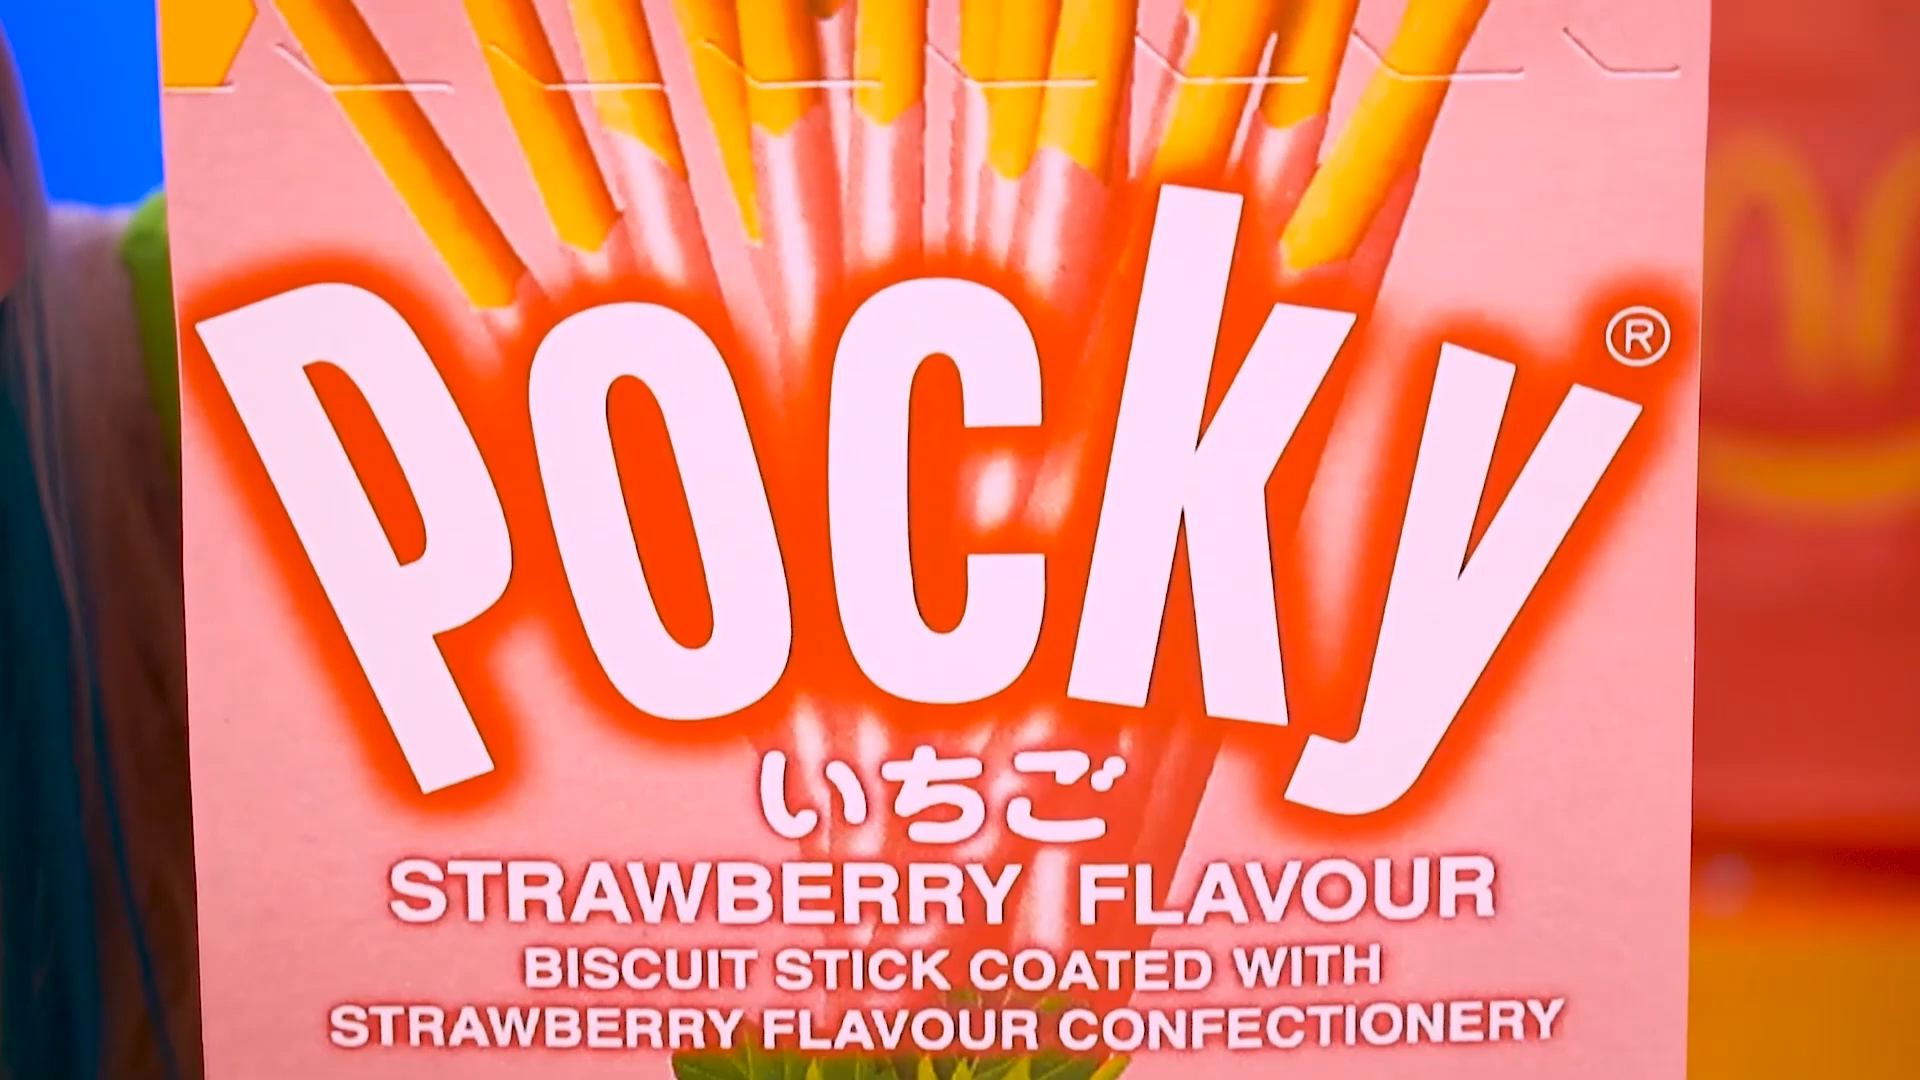 POCKY®
いちご
STRAWBERRY FLAVOUR
BISCUIT STICK COATED WITH
STRAWBERRY FLAVOUR CONFECTIONERY